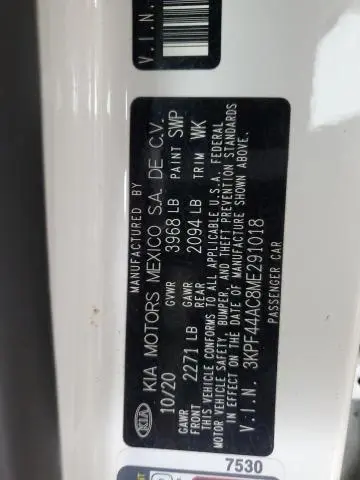 V.I.N.
MANUFACTURED BY
KIA KIA MOTORS MEXICO S.A. DE C.V.
10/20 GVWR 3968 LB PAINT SWP
GAWR FRONT 2271 LB GAWR REAR 2094 LB TRIM WK
THIS VEHICLE CONFORMS TO ALL APPLICABLE U.S.A. FEDERAL
MOTOR VEHICLE SAFETY, BUMPER, AND THEFT PREVENTION STANDARDS
IN EFFECT ON THE DATE OF MANUFACTURE SHOWN ABOVE.
V.I.N. 3KPF44AC8ME291018
PASSENGER CAR
7530